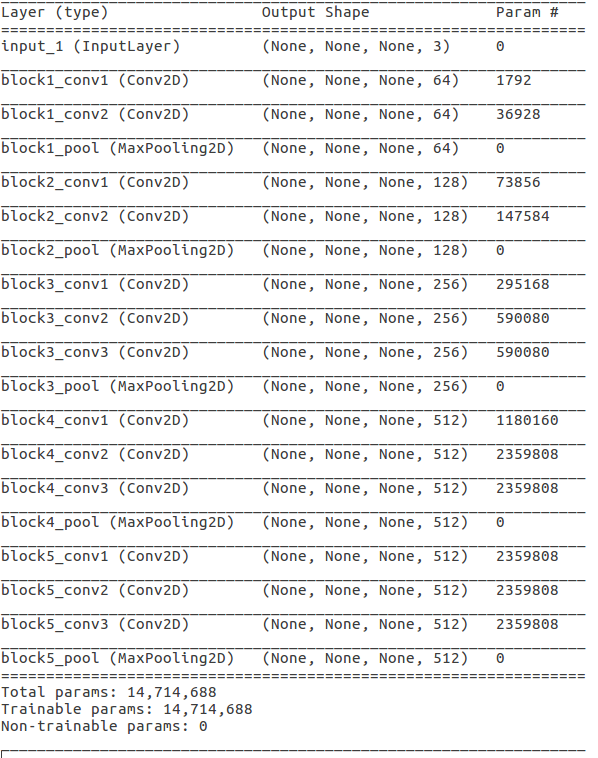 Layer (type) Output Shape Param #
input_1 (InputLayer) (None, None, None, 3) 0
block1_conv1 (Conv2D) (None, None, None, 64) 1792
block1_conv2 (Conv2D) (None, None, None, 64) 36928
block1_pool (MaxPooling2D) (None, None, None, 64) 0
block2_conv1 (Conv2D) (None, None, None, 128) 73856
block2_conv2 (Conv2D) (None, None, None, 128) 147584
block2_pool (MaxPooling2D) (None, None, None, 128) 0
block3_conv1 (Conv2D) (None, None, None, 256) 295168
block3_conv2 (Conv2D) (None, None, None, 256) 590080
block3_conv3 (Conv2D) (None, None, None, 256) 590080
block3_pool (MaxPooling2D) (None, None, None, 256) 0
block4_conv1 (Conv2D) (None, None, None, 512) 1180160
block4_conv2 (Conv2D) (None, None, None, 512) 2359808
block4_conv3 (Conv2D) (None, None, None, 512) 2359808
block4_pool (MaxPooling2D) (None, None, None, 512) 0
block5_conv1 (Conv2D) (None, None, None, 512) 2359808
block5_conv2 (Conv2D) (None, None, None, 512) 2359808
block5_conv3 (Conv2D) (None, None, None, 512) 2359808
block5_pool (MaxPooling2D) (None, None, None, 512) 0
Total params: 14,714,688
Trainable params: 14,714,688
Non-trainable params: 0